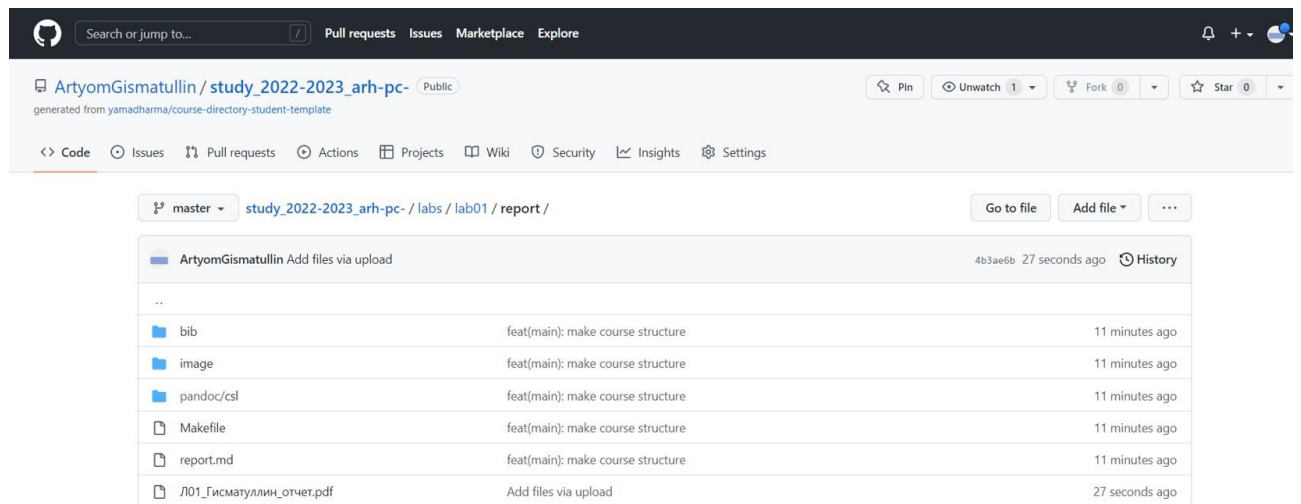 Search or jump to... / Pull requests Issues Marketplace Explore
ArtyomGismatullin / study_2022-2023_arh-pc- Public
Pin Unwatch 1 Fork 0 Star 0
generated from yamadharma/course-directory-student-template
Code Issues Pull requests Actions Projects Wiki Security Insights Settings
master study_2022-2023_arh-pc- / labs / lab01 / report / Go to file Add file ...
ArtyomGismatullin Add files via upload 4b3ae6b 27 seconds ago History
..
bib feat(main): make course structure 11 minutes ago
image feat(main): make course structure 11 minutes ago
pandoc/csl feat(main): make course structure 11 minutes ago
Makefile feat(main): make course structure 11 minutes ago
report.md feat(main): make course structure 11 minutes ago
Л01_Гисматуллин_отчет.pdf Add files via upload 27 seconds ago